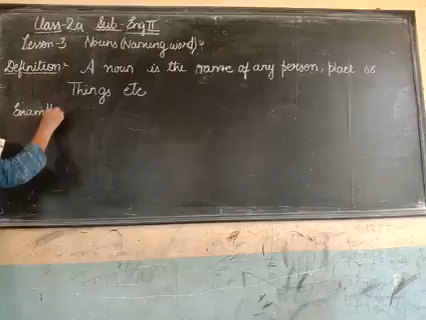 Class-2a Sub-Eng II
Lesson-3 Nouns (Naming word):-
Definition:- A noun is the name of any person, place or
Things etc
Exampl